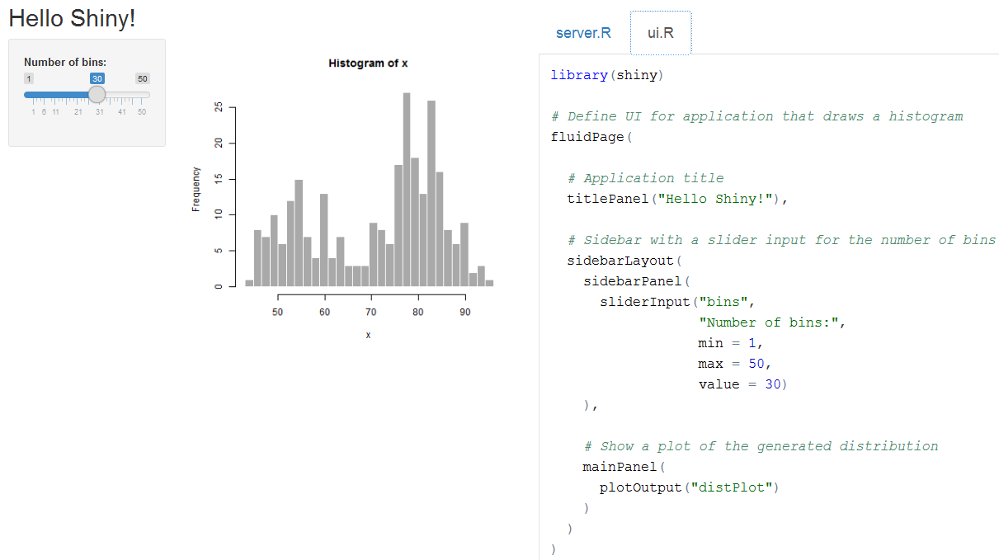 Hello Shiny!
Number of bins:
1 30 50
1 6 11 21 31 41 50
Histogram of x
Frequency
0 5 10 15 20 25
50 60 70 80 90
x
server.R ui.R
library(shiny)
# Define UI for application that draws a histogram
fluidPage(
# Application title
titlePanel("Hello Shiny!"),
# Sidebar with a slider input for the number of bins
sidebarLayout(
sidebarPanel(
sliderInput("bins",
"Number of bins:",
min = 1,
max = 50,
value = 30)
),
# Show a plot of the generated distribution
mainPanel(
plotOutput("distPlot")
)
)
)